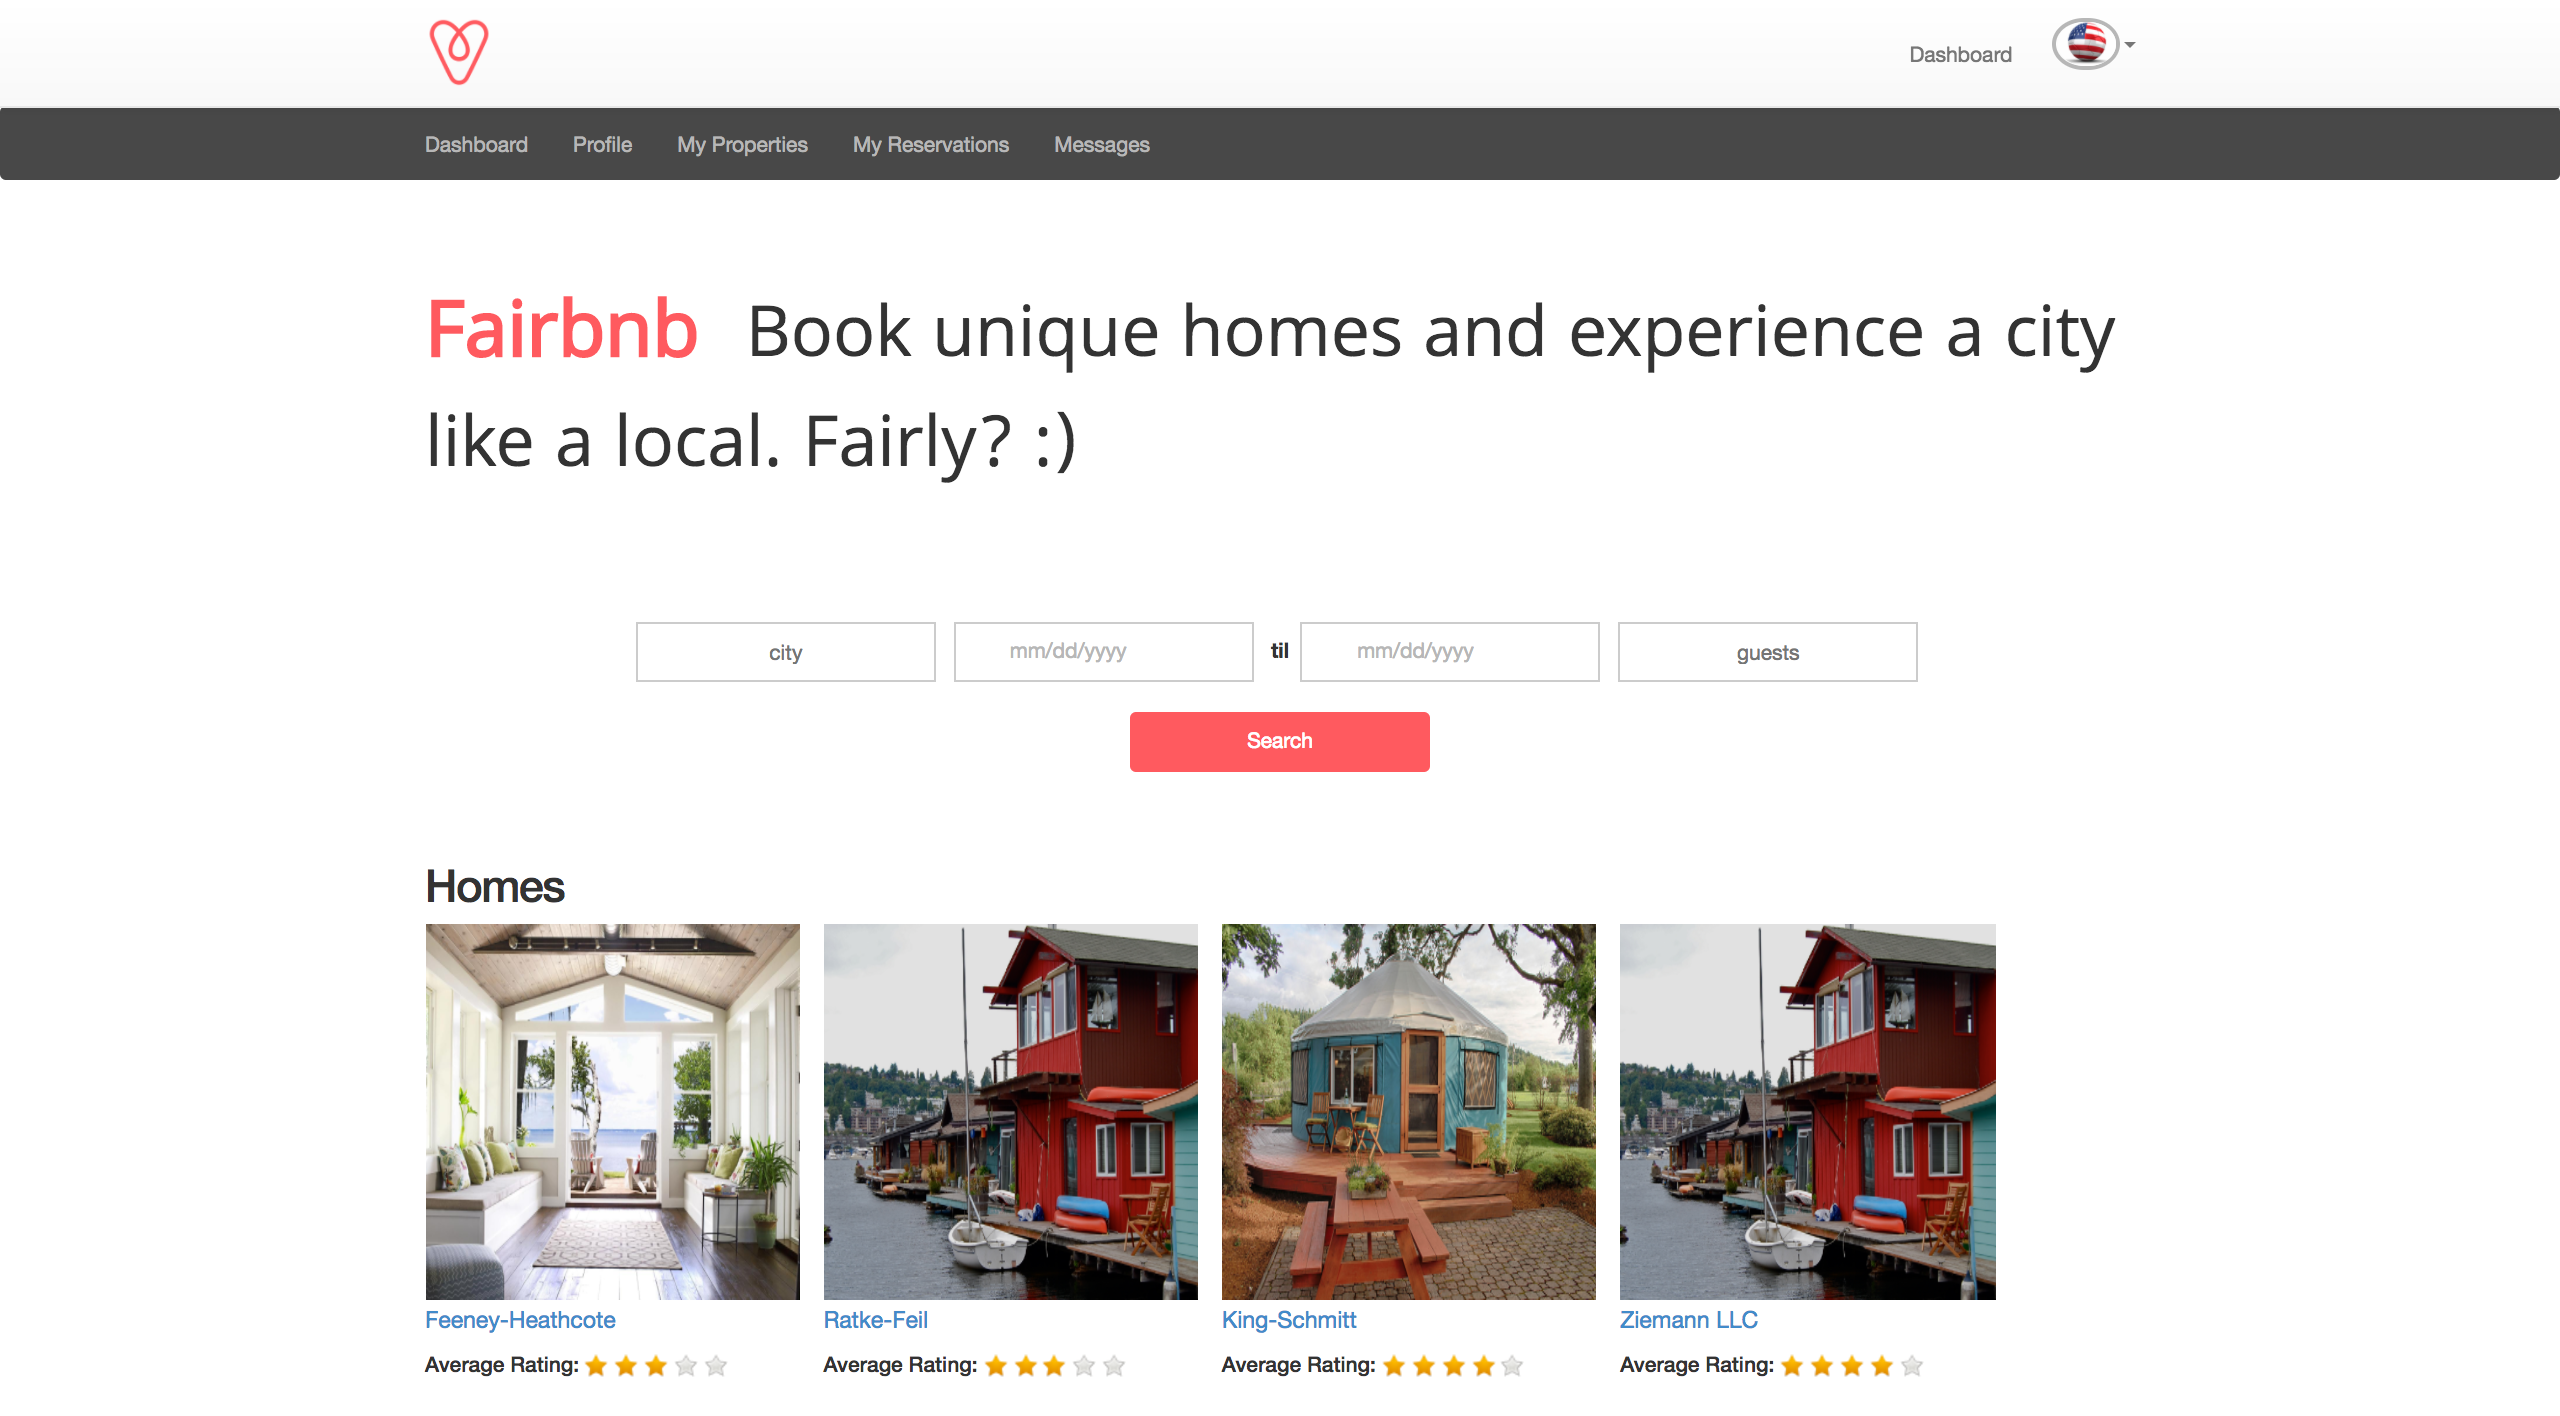 Dashboard
Dashboard Profile My Properties My Reservations Messages
Fairbnb Book unique homes and experience a city
like a local. Fairly? :)
city mm/dd/yyyy til mm/dd/yyyy guests
Search
Homes
Feeney-Heathcote Ratke-Feil King-Schmitt Ziemann LLC
Average Rating: Average Rating: Average Rating: Average Rating: